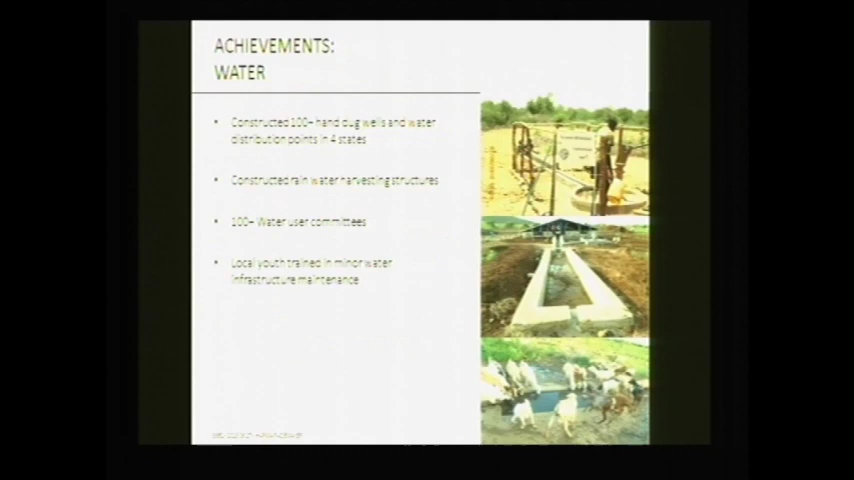 ACHIEVEMENTS:
WATER
• Constructed 100+ hand dug wells and water
distribution points in 4 states
• Constructed rain water harvesting structures
• 100+ Water user committees
• Local youth trained in minor water
infrastructure maintenance